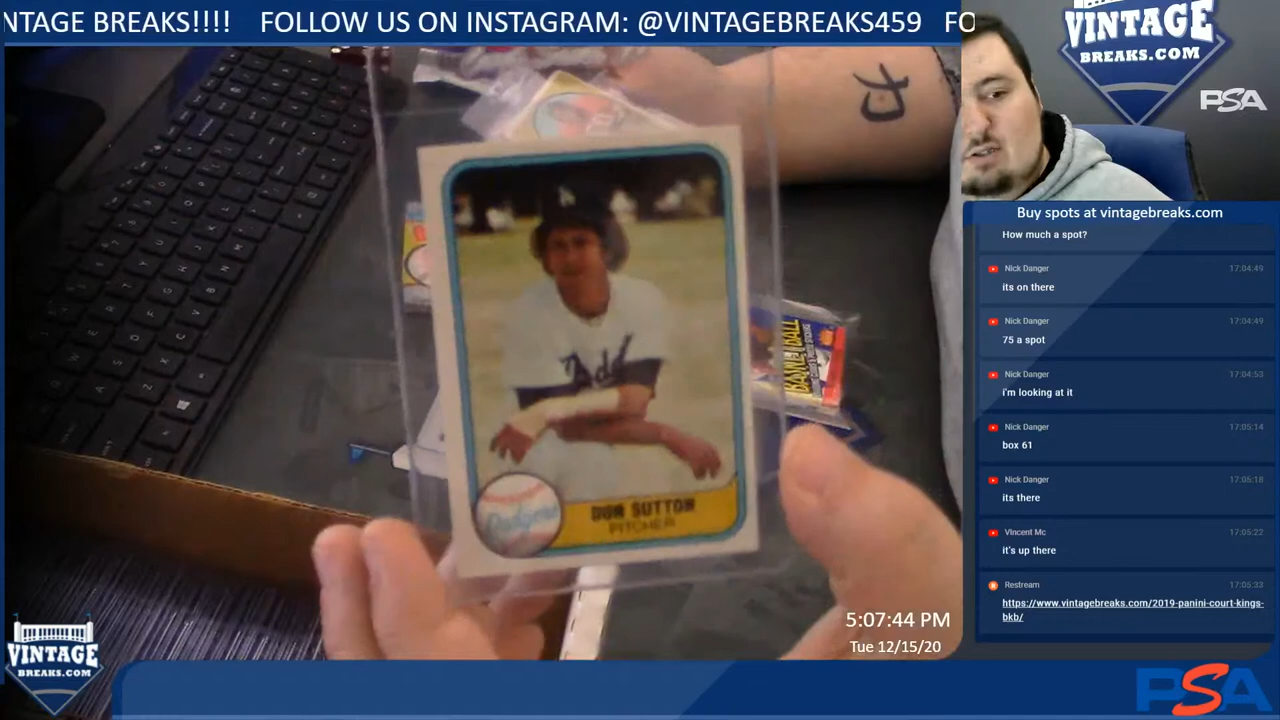 NTAGE BREAKS!!!! FOLLOW US ON INSTAGRAM: @VINTAGEBREAKS459 FO
VINTAGE
BREAKS.COM
PSA
力
BASEBALL
Dodgers
DON SUTTON
PITCHER
5:07:44 PM
Tue 12/15/20
Buy spots at vintagebreaks.com
How much a spot?
Nick Danger 17:04:49
its on there
Nick Danger 17:04:49
75 a spot
Nick Danger 17:04:53
i'm looking at it
Nick Danger 17:05:14
box 61
Nick Danger 17:05:18
its there
Vincent Mc 17:05:22
it's up there
Restream 17:05:33
https://www.vintagebreaks.com/2019-panini-court-kings-
bkb/
VINTAGE
BREAKS.COM
PSA